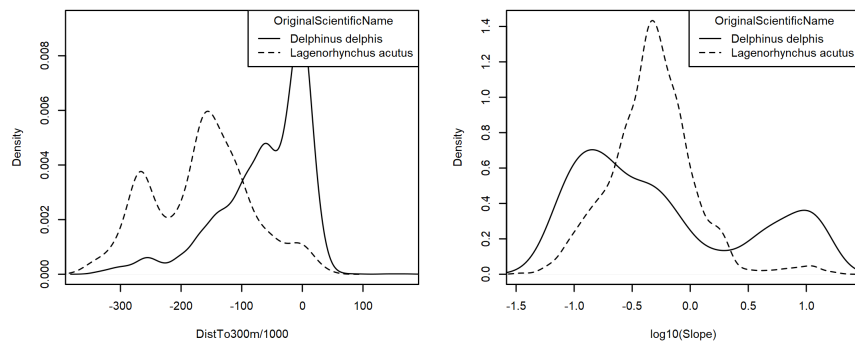 OriginalScientificName
Delphinus delphis
Lagenorhynchus acutus
Density
0.000
0.002
0.004
0.006
0.008
-300
-200
-100
0
100
DistTo300m/1000
OriginalScientificName
Delphinus delphis
Lagenorhynchus acutus
Density
0.0
0.2
0.4
0.6
0.8
1.0
1.2
1.4
-1.5
-1.0
-0.5
0.0
0.5
1.0
log10(Slope)